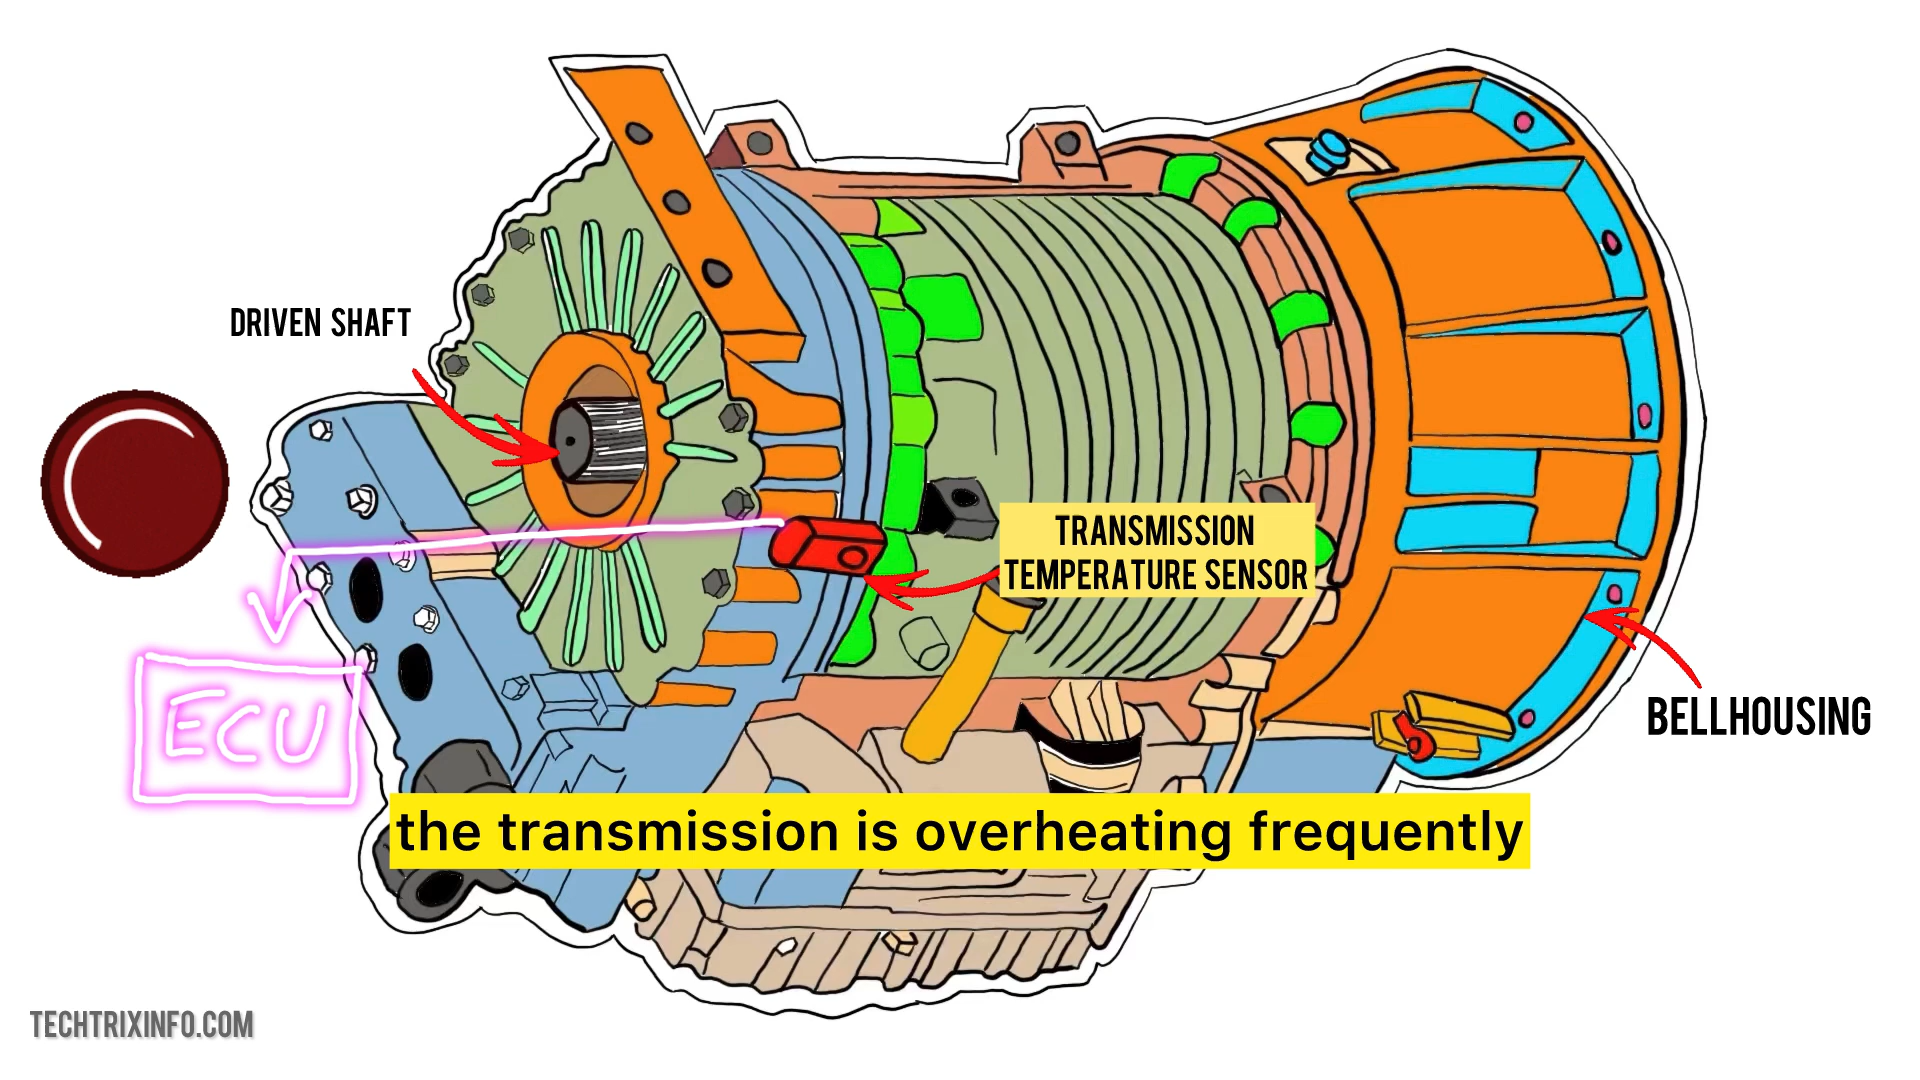 DRIVEN SHAFT
TRANSMISSION
TEMPERATURE SENSOR
ECU
BELLHOUSING
the transmission is overheating frequently
TECHTRIXINFO.COM